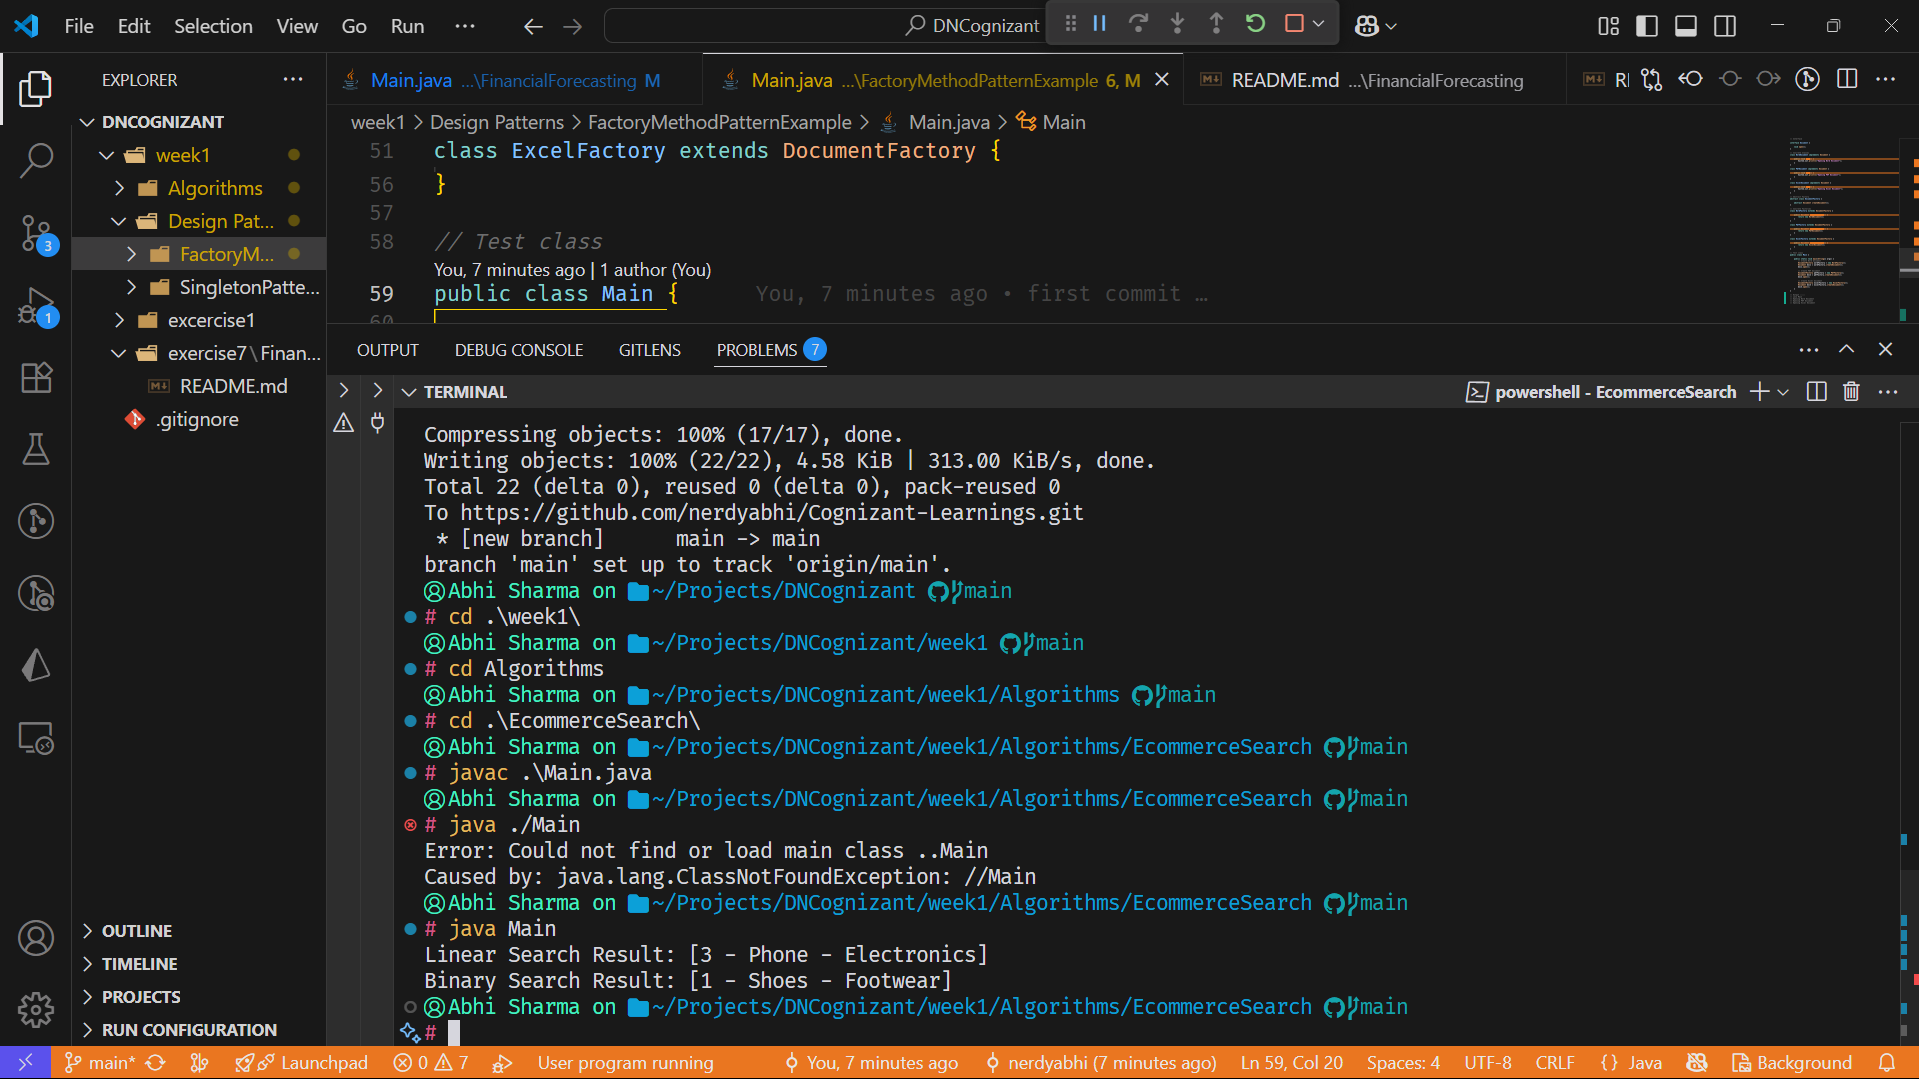 File Edit Selection View Go Run ··· DNCognizant
EXPLORER
DNCOGNIZANT
week1
Algorithms
Design Pat...
FactoryM...
SingletonPatte...
excercise1
exercise7\Finan...
README.md
.gitignore
OUTLINE
TIMELINE
PROJECTS
RUN CONFIGURATION
Main.java ...\FinancialForecasting M
Main.java ...\FactoryMethodPatternExample 6, M
README.md ...\FinancialForecasting
week1 > Design Patterns > FactoryMethodPatternExample > Main.java > Main
51 class ExcelFactory extends DocumentFactory {
56 }
57
58 // Test class
You, 7 minutes ago | 1 author (You)
59 public class Main { You, 7 minutes ago • first commit …
60
OUTPUT DEBUG CONSOLE GITLENS PROBLEMS 7
TERMINAL powershell - EcommerceSearch
Compressing objects: 100% (17/17), done.
Writing objects: 100% (22/22), 4.58 KiB | 313.00 KiB/s, done.
Total 22 (delta 0), reused 0 (delta 0), pack-reused 0
To https://github.com/nerdyabhi/Cognizant-Learnings.git
* [new branch] main -> main
branch 'main' set up to track 'origin/main'.
Abhi Sharma on ~/Projects/DNCognizant main
# cd .\week1\
Abhi Sharma on ~/Projects/DNCognizant/week1 main
# cd Algorithms
Abhi Sharma on ~/Projects/DNCognizant/week1/Algorithms main
# cd .\EcommerceSearch\
Abhi Sharma on ~/Projects/DNCognizant/week1/Algorithms/EcommerceSearch main
# javac .\Main.java
Abhi Sharma on ~/Projects/DNCognizant/week1/Algorithms/EcommerceSearch main
# java ./Main
Error: Could not find or load main class ..Main
Caused by: java.lang.ClassNotFoundException: //Main
Abhi Sharma on ~/Projects/DNCognizant/week1/Algorithms/EcommerceSearch main
# java Main
Linear Search Result: [3 - Phone - Electronics]
Binary Search Result: [1 - Shoes - Footwear]
Abhi Sharma on ~/Projects/DNCognizant/week1/Algorithms/EcommerceSearch main
#
3
1
main* Launchpad 0 7 User program running You, 7 minutes ago nerdyabhi (7 minutes ago) Ln 59, Col 20 Spaces: 4 UTF-8 CRLF {} Java Background